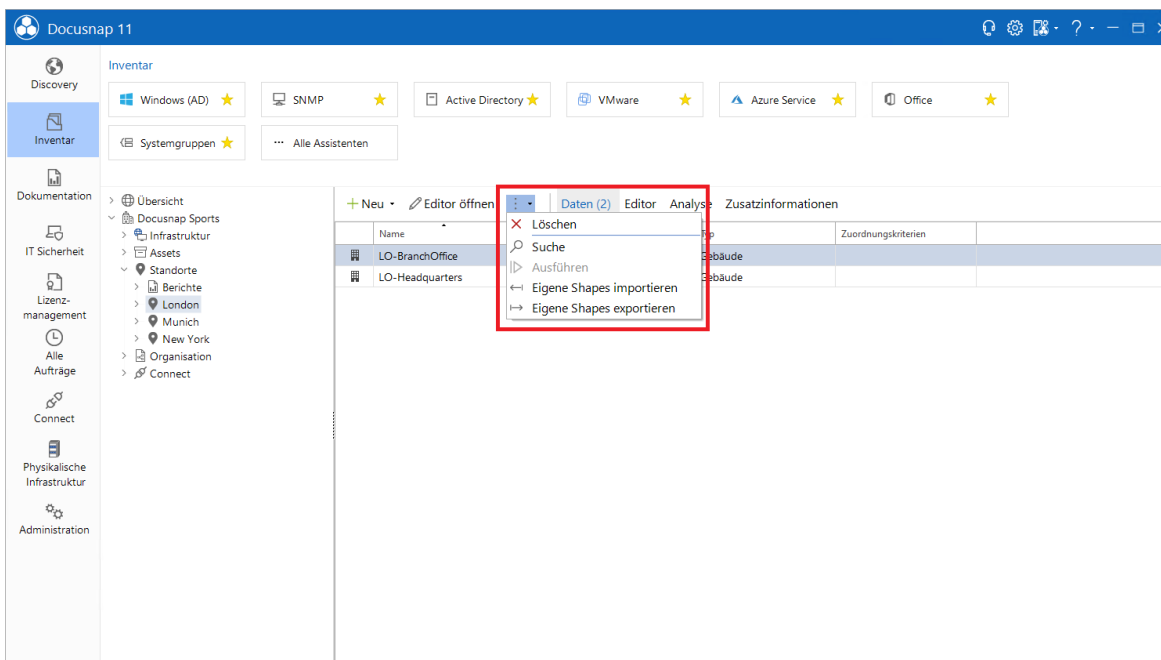 Docusnap 11
Discovery
Inventar
Dokumentation
IT Sicherheit
Lizenz-
management
Alle
Aufträge
Connect
Physikalische
Infrastruktur
Administration
Inventar
Windows (AD)
SNMP
Active Directory
VMware
Azure Service
Office
Systemgruppen
Alle Assistenten
Übersicht
Docusnap Sports
Infrastruktur
Assets
Standorte
Berichte
London
Munich
New York
Organisation
Connect
Neu
Editor öffnen
Daten (2)
Editor
Analyse
Zusatzinformationen
Löschen
Suche
Ausführen
Eigene Shapes importieren
Eigene Shapes exportieren
Name
Typ
Zuordnungskriterien
LO-BranchOffice
Gebäude
LO-Headquarters
Gebäude